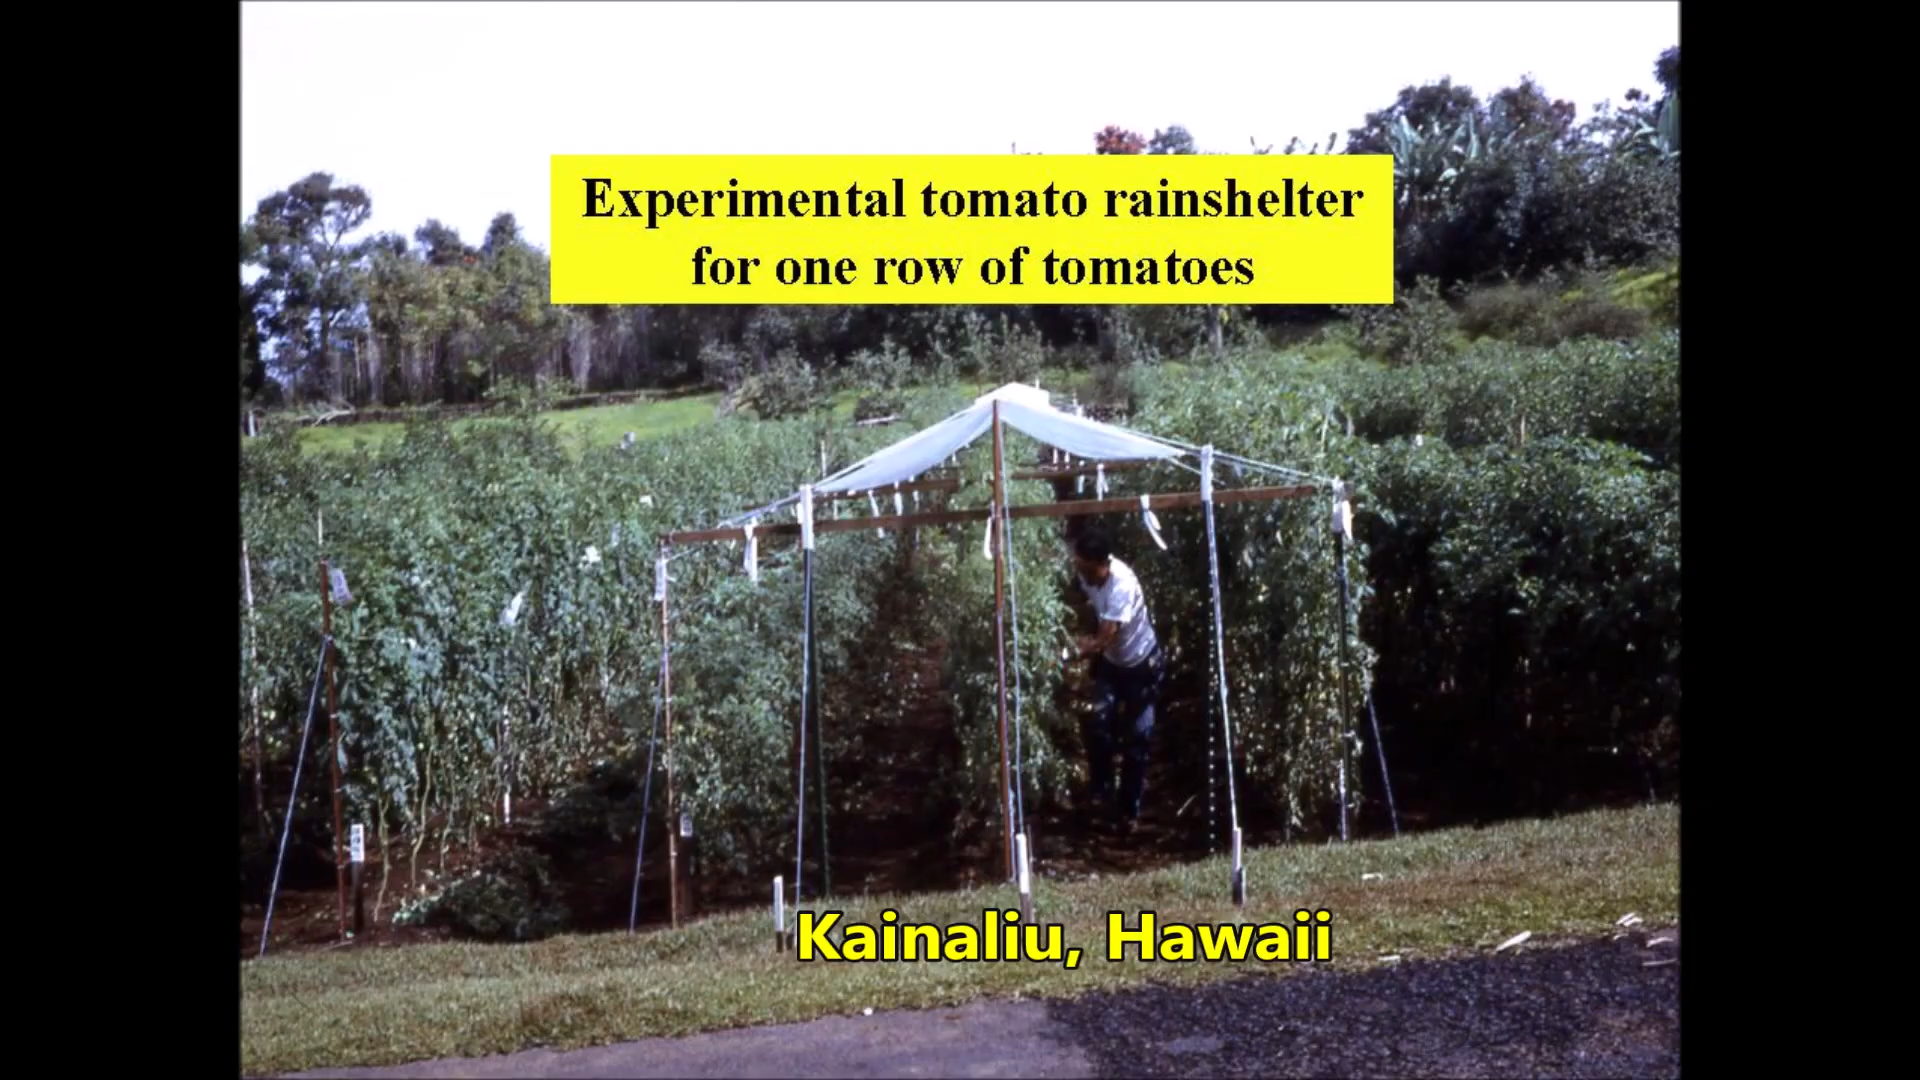 Experimental tomato rainshelter
for one row of tomatoes
Kainaliu, Hawaii